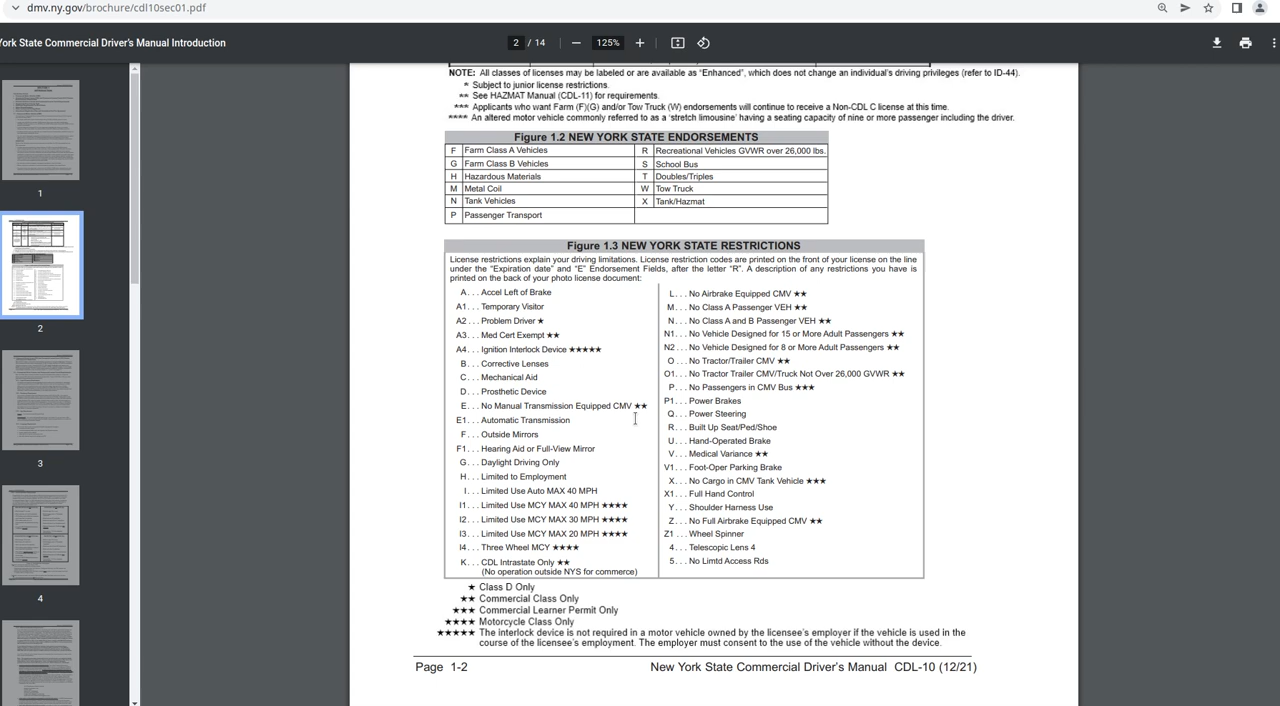 dmv.ny.gov/brochure/cdl10sec01.pdf
York State Commercial Driver's Manual Introduction
2 / 14
125%
NOTE: All classes of licenses may be labeled or are available as "Enhanced", which does not change an individual's driving privileges (refer to ID-44).
* Subject to junior license restrictions.
** See HAZMAT Manual (CDL-11) for requirements.
*** Applicants who want Farm (F)(G) and/or Tow Truck (W) endorsements will continue to receive a Non-CDL C license at this time.
**** An altered motor vehicle commonly referred to as a 'stretch limousine' having a seating capacity of nine or more passenger including the driver.
Figure 1.2 NEW YORK STATE ENDORSEMENTS
F Farm Class A Vehicles R Recreational Vehicles GVWR over 26,000 lbs.
G Farm Class B Vehicles S School Bus
H Hazardous Materials T Doubles/Triples
M Metal Coil W Tow Truck
N Tank Vehicles X Tank/Hazmat
P Passenger Transport
Figure 1.3 NEW YORK STATE RESTRICTIONS
License restrictions explain your driving limitations. License restriction codes are printed on the front of your license on the line
under the "Expiration date" and "E" Endorsement Fields, after the letter "R". A description of any restrictions you have is
printed on the back of your photo license document:
A. . . Accel Left of Brake
A1. . . Temporary Visitor
A2. . . Problem Driver ★
A3. . . Med Cert Exempt ★★
A4. . . Ignition Interlock Device ★★★★★
B. . . Corrective Lenses
C. . . Mechanical Aid
D. . . Prosthetic Device
E. . . No Manual Transmission Equipped CMV ★★
E1. . . Automatic Transmission
F. . . Outside Mirrors
F1. . . Hearing Aid or Full-View Mirror
G. . . Daylight Driving Only
H. . . Limited to Employment
I. . . Limited Use Auto MAX 40 MPH
I1. . . Limited Use MCY MAX 40 MPH ★★★★
I2. . . Limited Use MCY MAX 30 MPH ★★★★
I3. . . Limited Use MCY MAX 20 MPH ★★★★
I4. . . Three Wheel MCY ★★★★
K. . . CDL Intrastate Only ★★
(No operation outside NYS for commerce)
L. . . No Airbrake Equipped CMV ★★
M. . . No Class A Passenger VEH ★★
N. . . No Class A and B Passenger VEH ★★
N1. . . No Vehicle Designed for 15 or More Adult Passengers ★★
N2. . . No Vehicle Designed for 8 or More Adult Passengers ★★
O. . . No Tractor/Trailer CMV ★★
O1. . . No Tractor Trailer CMV/Truck Not Over 26,000 GVWR ★★
P. . . No Passengers in CMV Bus ★★★
P1. . . Power Brakes
Q. . . Power Steering
R. . . Built Up Seat/Ped/Shoe
U. . . Hand-Operated Brake
V. . . Medical Variance ★★
V1. . . Foot-Oper Parking Brake
X. . . No Cargo in CMV Tank Vehicle ★★★
X1. . . Full Hand Control
Y. . . Shoulder Harness Use
Z. . . No Full Airbrake Equipped CMV ★★
Z1. . . Wheel Spinner
4. . . Telescopic Lens 4
5. . . No Limtd Access Rds
★ Class D Only
★★ Commercial Class Only
★★★ Commercial Learner Permit Only
★★★★ Motorcycle Class Only
★★★★★ The interlock device is not required in a motor vehicle owned by the licensee's employer if the vehicle is used in the
course of the licensee's employment. The employer must consent to the use of the vehicle without the device.
Page 1-2 New York State Commercial Driver's Manual CDL-10 (12/21)
1
2
3
4